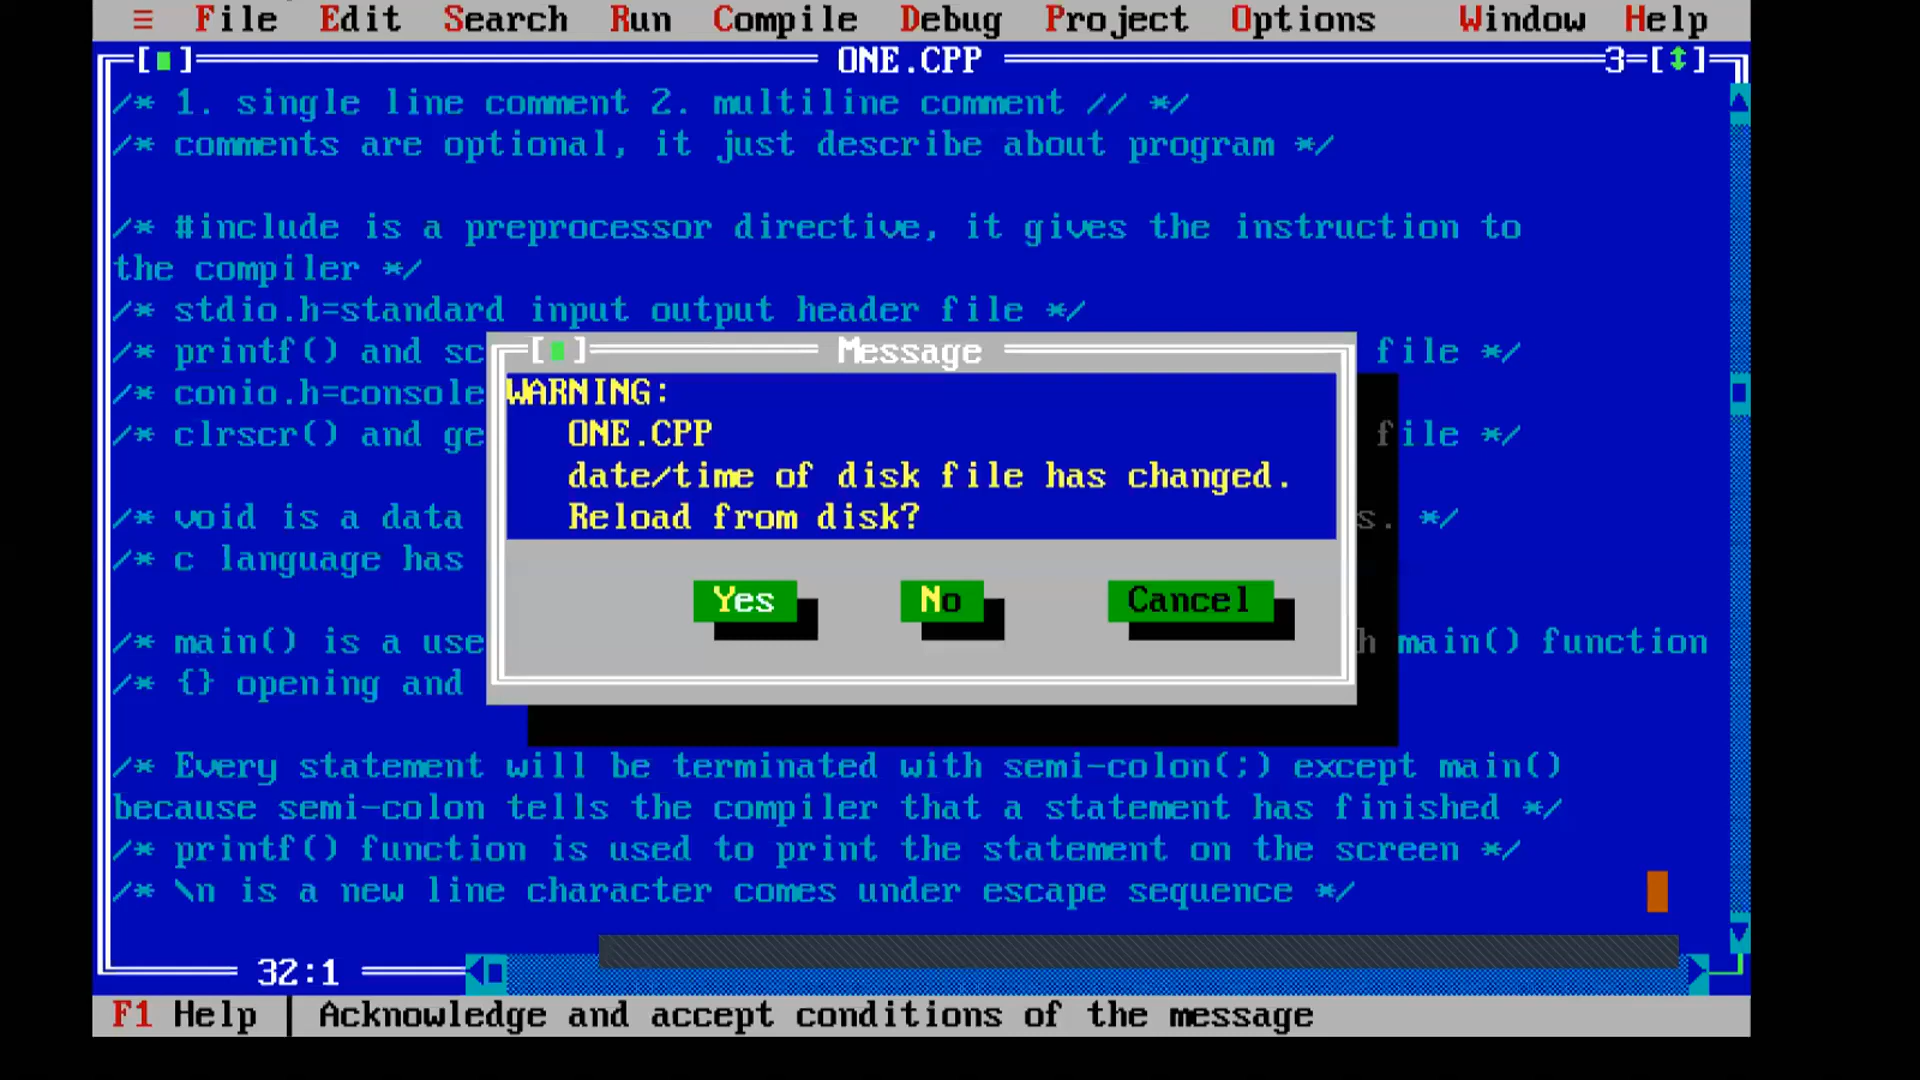 ≡ File Edit Search Run Compile Debug Project Options Window Help
[■] ONE.CPP 3=[↕]
/* 1. single line comment 2. multiline comment // */
/* comments are optional, it just describe about program */
/* #include is a preprocessor directive, it gives the instruction to
the compiler */
/* stdio.h=standard input output header file */
/* printf() and sc file */
/* conio.h=console
/* clrscr() and ge file */
/* void is a data s. */
/* c language has
/* main() is a use h main() function
/* {} opening and
[■] Message
WARNING:
ONE.CPP
date/time of disk file has changed.
Reload from disk?
Yes No Cancel
/* Every statement will be terminated with semi-colon(;) except main()
because semi-colon tells the compiler that a statement has finished */
/* printf() function is used to print the statement on the screen */
/* \n is a new line character comes under escape sequence */
32:1
F1 Help | Acknowledge and accept conditions of the message